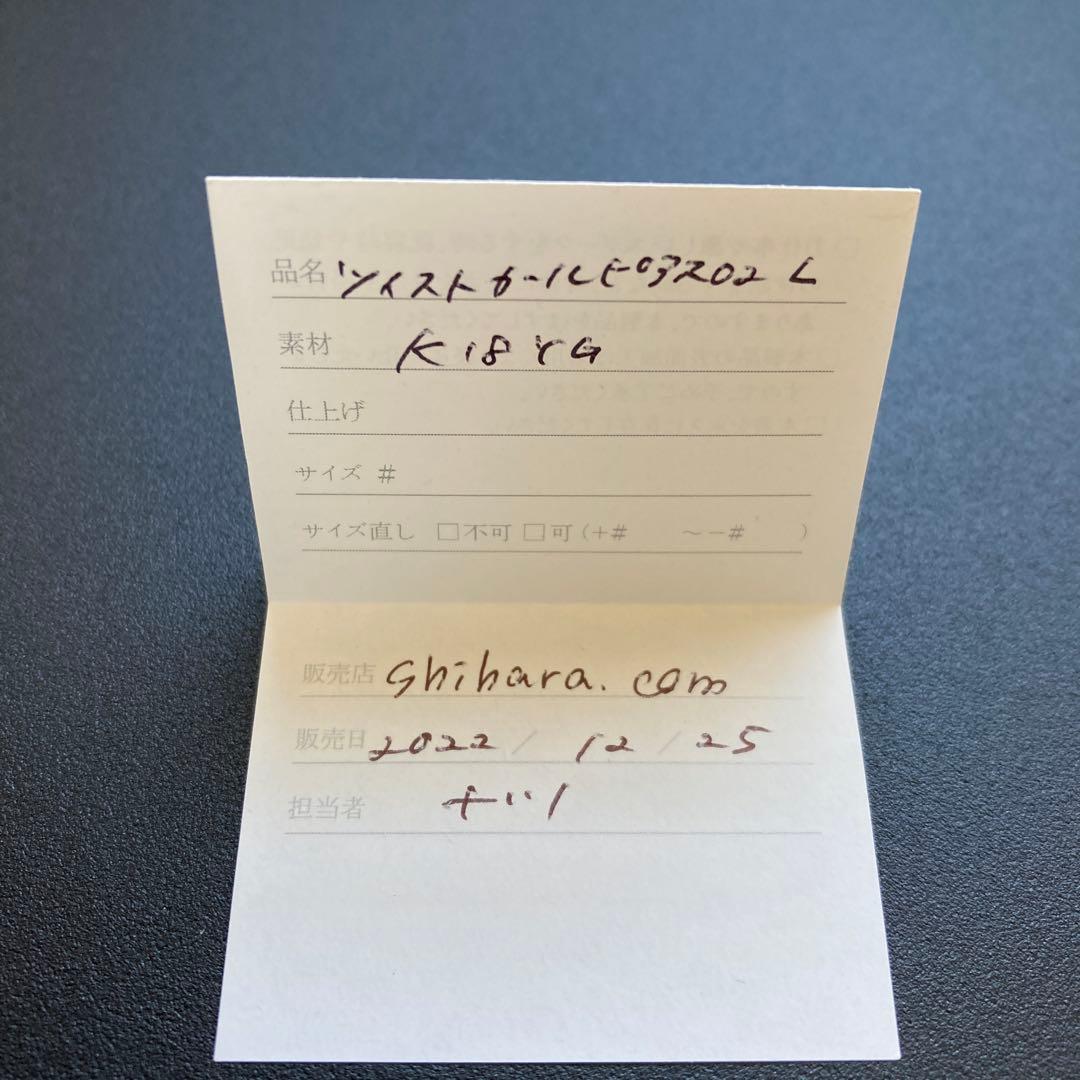 品名 ツイストカールピアス02 L
素材 K18YG
仕上げ
サイズ #
サイズ直し □不可 □可(+# ～-# )
販売店 shihara.com
販売日 2022 / 12 / 25
担当者